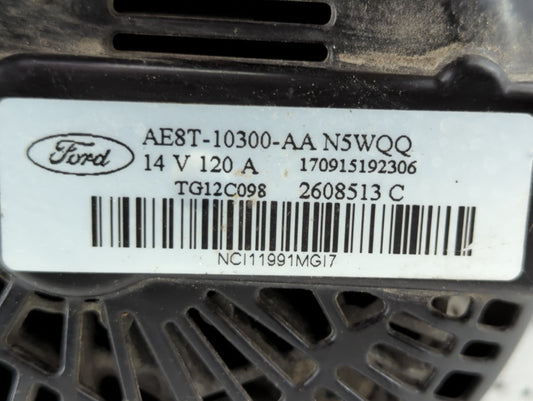 Ford
AE8T-10300-AA N5WQQ
14 V 120 A 170915192306
TG12C098 2608513 C
NCI11991MGI7